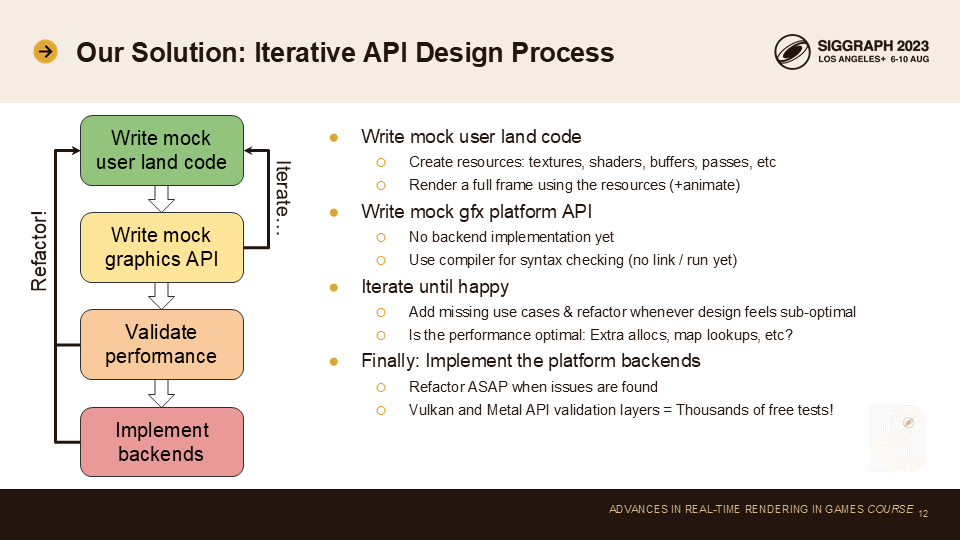 Our Solution: Iterative API Design Process
SIGGRAPH 2023
LOS ANGELES+ 6-10 AUG
Write mock
user land code
Write mock
graphics API
Validate
performance
Implement
backends
Iterate...
Refactor!
Write mock user land code
Create resources: textures, shaders, buffers, passes, etc
Render a full frame using the resources (+animate)
Write mock gfx platform API
No backend implementation yet
Use compiler for syntax checking (no link / run yet)
Iterate until happy
Add missing use cases & refactor whenever design feels sub-optimal
Is the performance optimal: Extra allocs, map lookups, etc?
Finally: Implement the platform backends
Refactor ASAP when issues are found
Vulkan and Metal API validation layers = Thousands of free tests!
ADVANCES IN REAL-TIME RENDERING IN GAMES COURSE 12